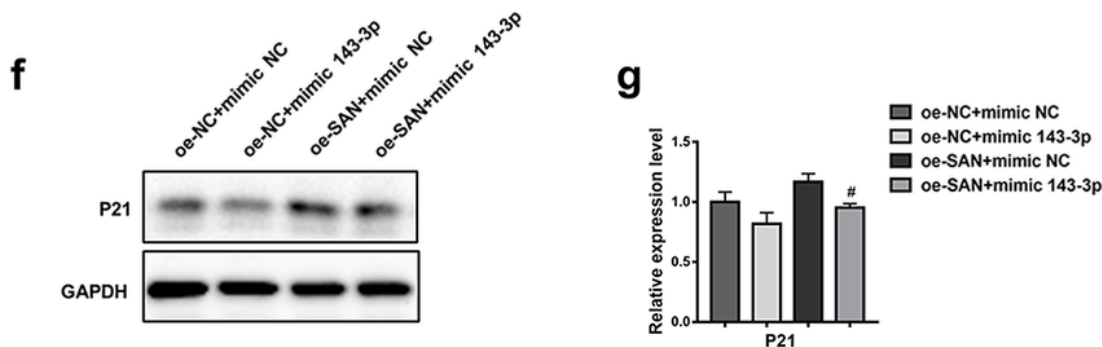 f
oe-NC+mimic NC
oe-NC+mimic 143-3p
oe-SAN+mimic NC
oe-SAN+mimic 143-3p
P21
GAPDH
g
oe-NC+mimic NC
oe-NC+mimic 143-3p
oe-SAN+mimic NC
oe-SAN+mimic 143-3p
Relative expression level
1.5
1.0
0.5
0.0
#
P21